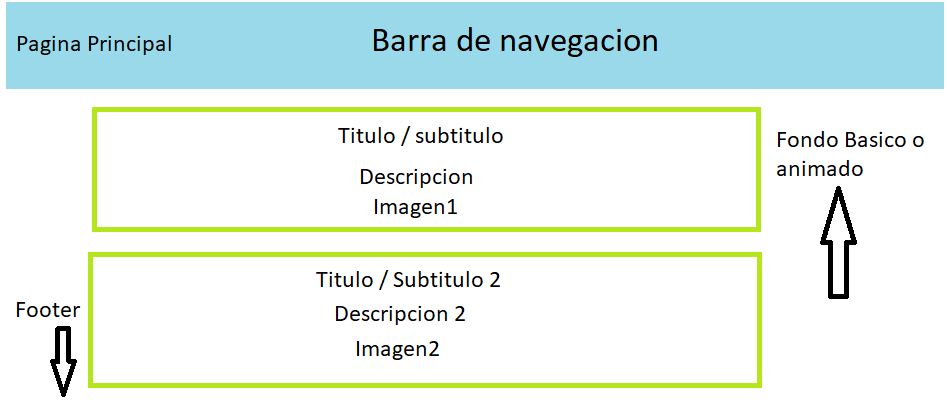 Pagina Principal
Barra de navegacion
Titulo / subtitulo
Descripcion
Imagen1
Fondo Basico o
animado
Titulo / Subtitulo 2
Descripcion 2
Imagen2
Footer